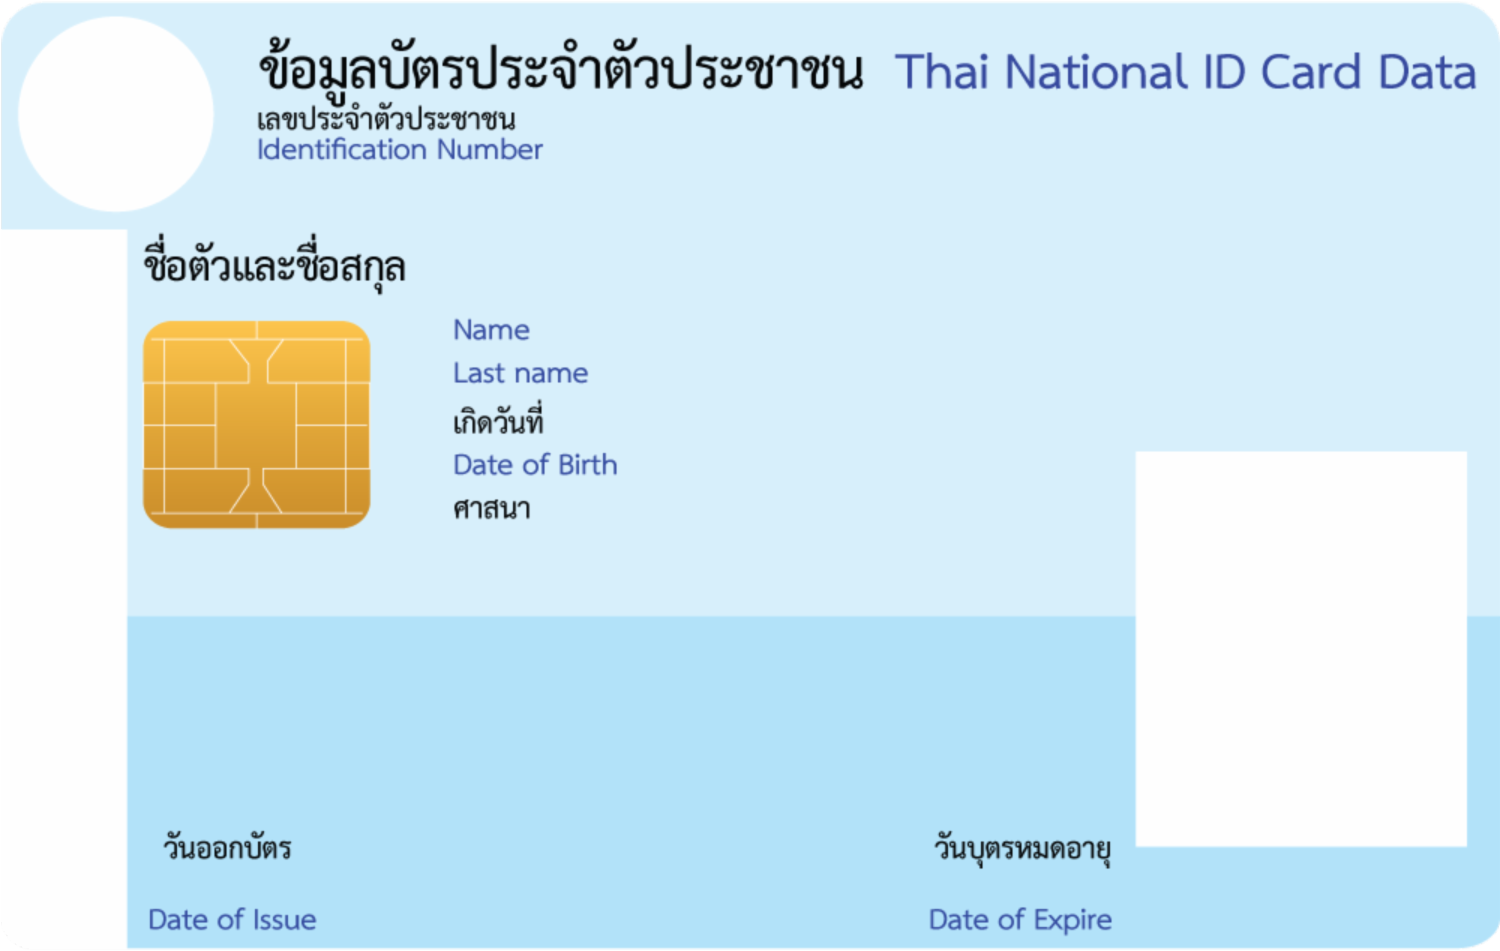 ข้อมูลบัตรประจำตัวประชาชน Thai National ID Card Data
เลขประจำตัวประชาชน
Identification Number
ชื่อตัวและชื่อสกุล
Name
Last name
เกิดวันที่
Date of Birth
ศาสนา
วันออกบัตร
วันบุตรหมดอายุ
Date of Issue
Date of Expire